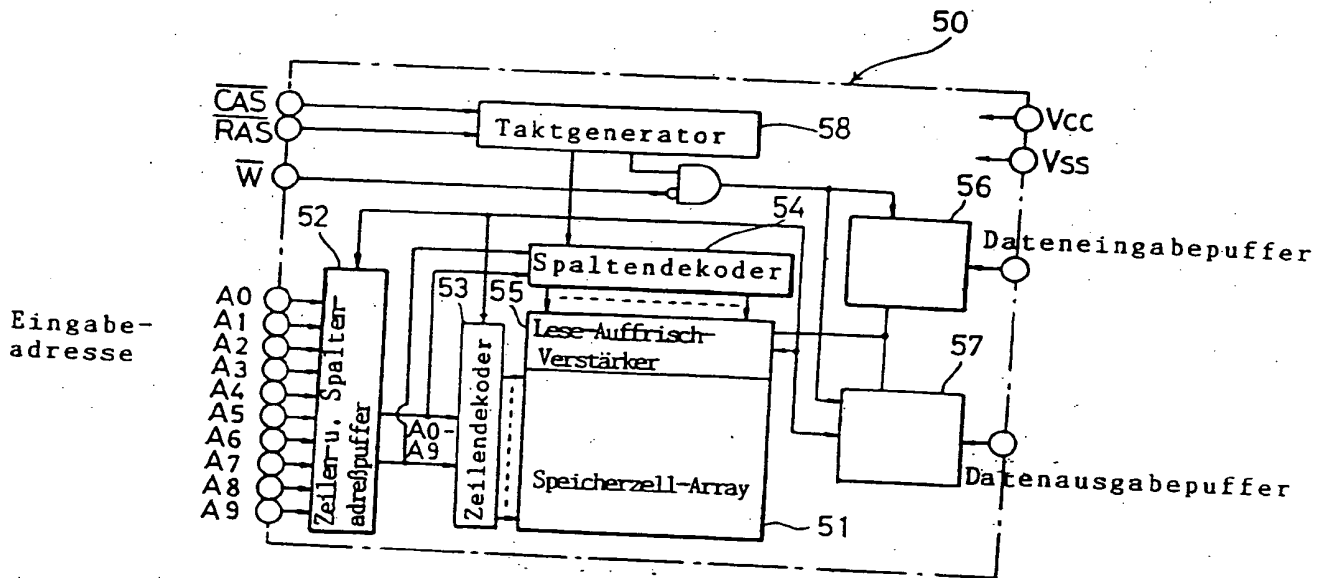 50
C̅A̅S̅
R̅A̅S̅
W̅
Taktgenerator
58
Vcc
Vss
56
Dateneingabepuffer
52
54
Spaltendekoder
53
55
Lese-Auffrisch-
Verstärker
57
Eingabe-
adresse
A0
A1
A2
A3
A4
A5
A6
A7
A8
A9
Zeilen-u. Spalten-
adreßpuffer
A0-
A9
Zeilendekoder
Speicherzell-Array
51
Datenausgabepuffer